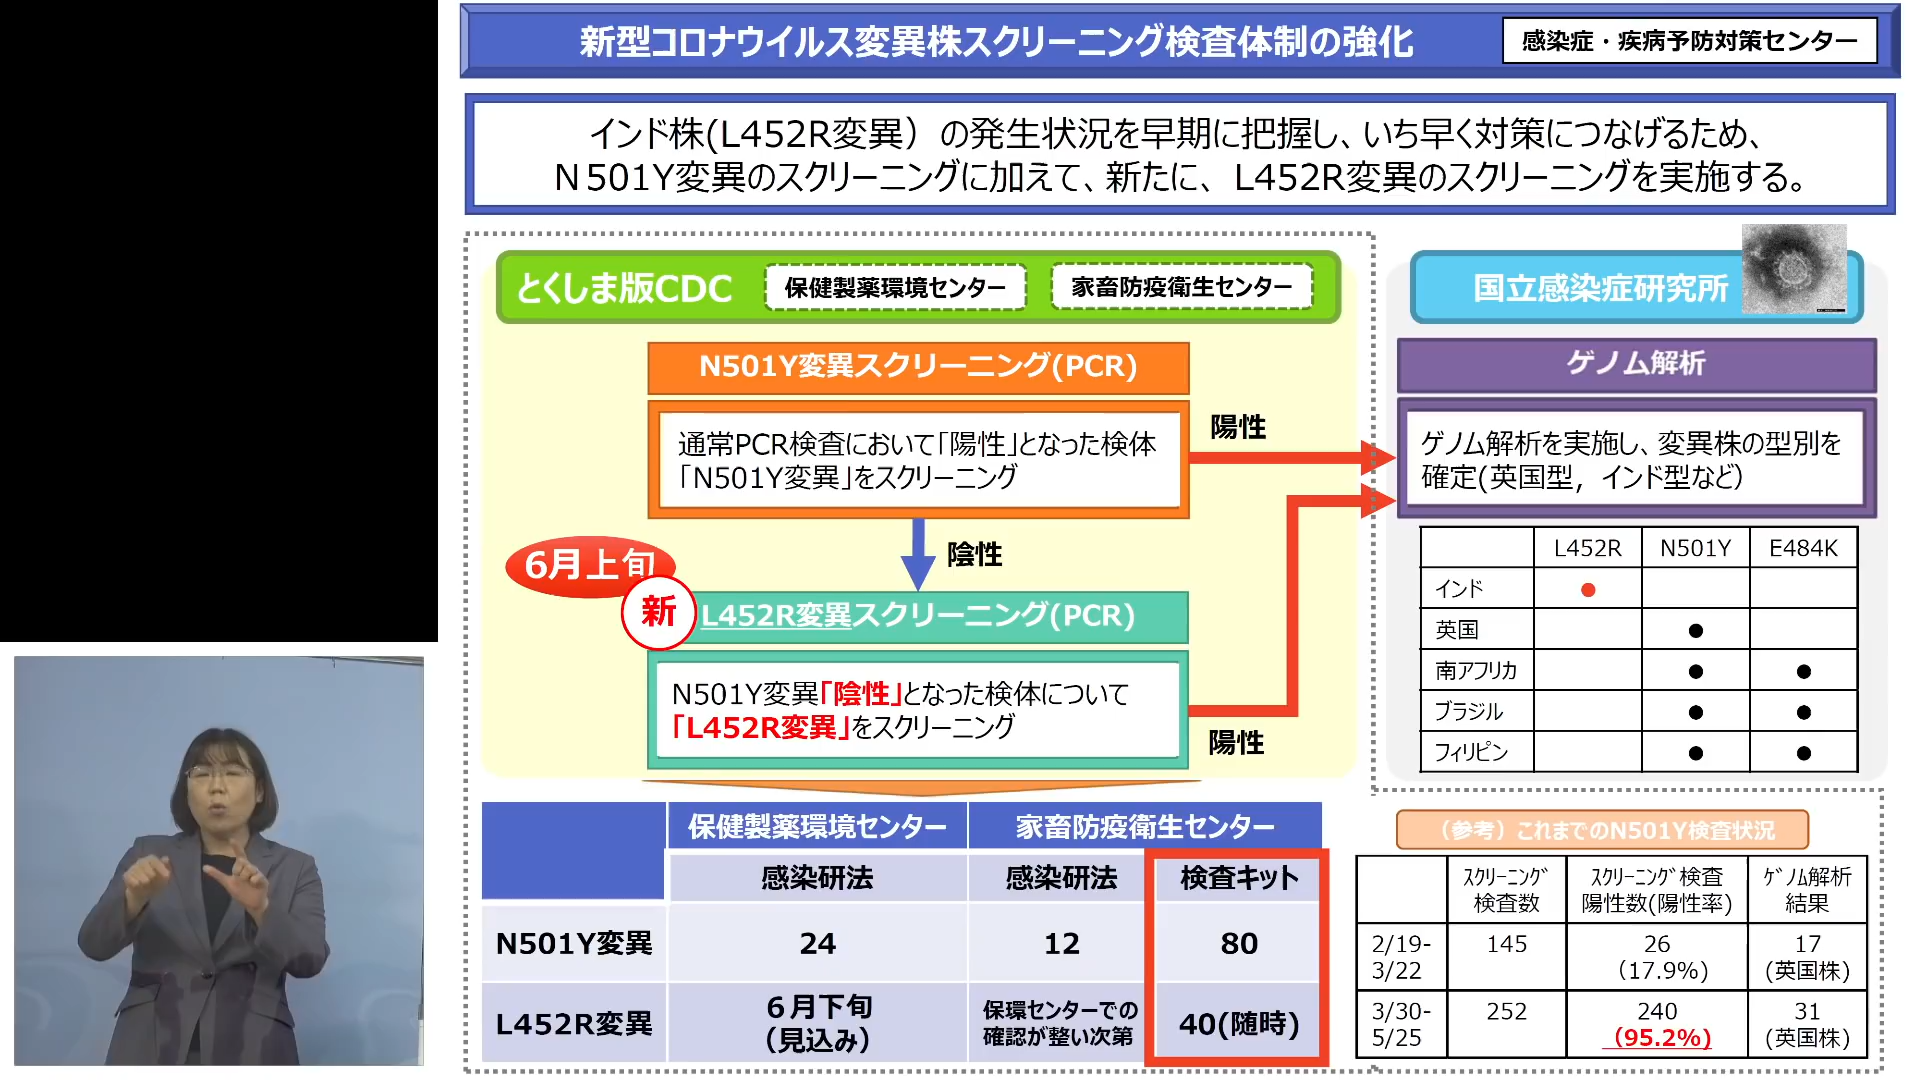 新型コロナウイルス変異株スクリーニング検査体制の強化
感染症・疾病予防対策センター
インド株(L452R変異）の発生状況を早期に把握し、いち早く対策につなげるため、
Ｎ501Y変異のスクリーニングに加えて、新たに、L452R変異のスクリーニングを実施する。
とくしま版CDC
保健製薬環境センター
家畜防疫衛生センター
国立感染症研究所
N501Y変異スクリーニング(PCR)
通常PCR検査において「陽性」となった検体
「N501Y変異」をスクリーニング
陽性
陰性
6月上旬
新
L452R変異スクリーニング(PCR)
N501Y変異「陰性」となった検体について
「L452R変異」をスクリーニング
陽性
ゲノム解析
ゲノム解析を実施し、変異株の型別を
確定(英国型，インド型など）
L452R N501Y E484K
インド ●
英国 ●
南アフリカ ● ●
ブラジル ● ●
フィリピン ● ●
保健製薬環境センター 家畜防疫衛生センター
感染研法 感染研法 検査キット
N501Y変異 24 12 80
L452R変異 ６月下旬 保環センターでの 40(随時)
（見込み） 確認が整い次第
（参考）これまでのN501Y検査状況
ｽｸﾘｰﾆﾝｸﾞ ｽｸﾘｰﾆﾝｸﾞ検査 ｹﾞﾉﾑ解析
検査数 陽性数(陽性率) 結果
2/19- 145 26 17
3/22 （17.9%） (英国株)
3/30- 252 240 31
5/25 （95.2%） (英国株)